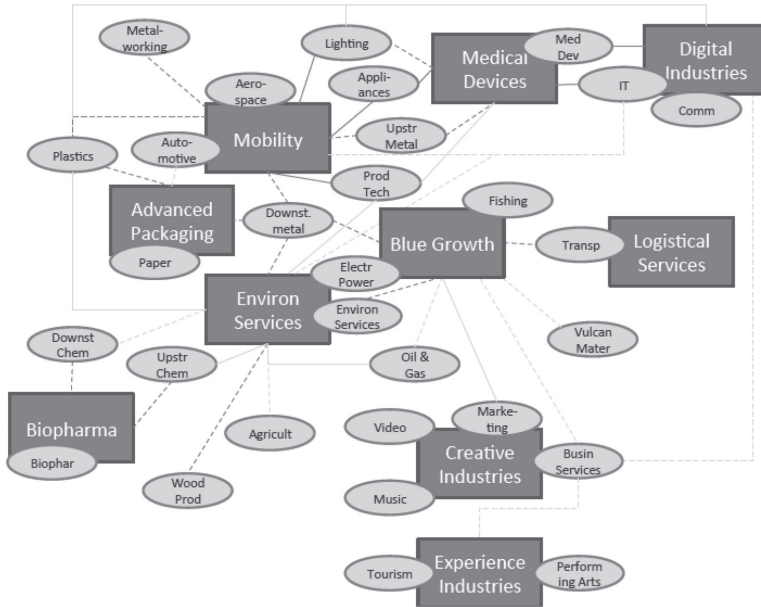 Metal-
working
Lighting
Medical
Devices
Med
Dev
Digital
Industries
Aero-
space
Appli-
ances
IT
Comm
Mobility
Upstr
Metal
Plastics
Auto-
motive
Prod
Tech
Advanced
Packaging
Paper
Downst.
metal
Fishing
Blue Growth
Transp
Logistical
Services
Electr
Power
Environ
Services
Environ
Services
Downst
Chem
Upstr
Chem
Oil &
Gas
Vulcan
Mater
Biopharma
Biophar
Agricult
Wood
Prod
Video
Marke-
ting
Creative
Industries
Busin
Services
Music
Tourism
Experience
Industries
Perform
ing Arts